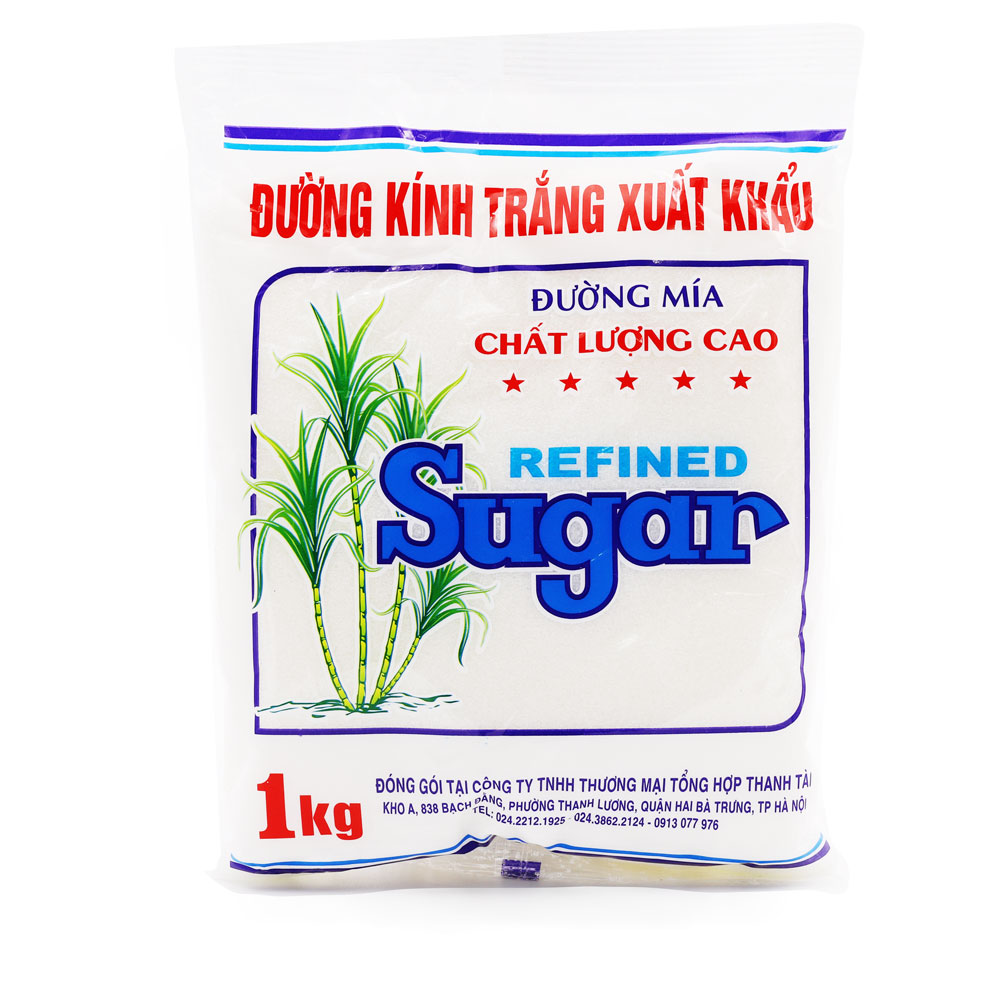 ĐƯỜNG KÍNH TRẮNG XUẤT KHẨU
ĐƯỜNG MÍA
CHẤT LƯỢNG CAO
REFINED
Sugar
1kg
ĐÓNG GÓI TẠI CÔNG TY TNHH THƯƠNG MẠI TỔNG HỢP THANH TÀI
KHO A, 838 BẠCH ĐẰNG, PHƯỜNG THANH LƯƠNG, QUẬN HAI BÀ TRƯNG, TP HÀ NỘI
TEL: 024.2212.1925 - 024.3862.2124 - 0913 077 976